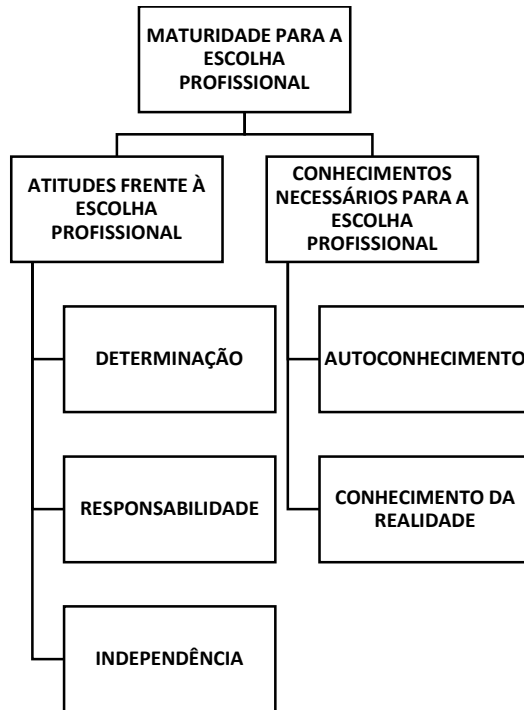 MATURIDADE PARA A
ESCOLHA
PROFISSIONAL
ATITUDES FRENTE À
ESCOLHA
PROFISSIONAL
CONHECIMENTOS
NECESSÁRIOS PARA A
ESCOLHA
PROFISSIONAL
DETERMINAÇÃO
AUTOCONHECIMENTO
RESPONSABILIDADE
CONHECIMENTO DA
REALIDADE
INDEPENDÊNCIA